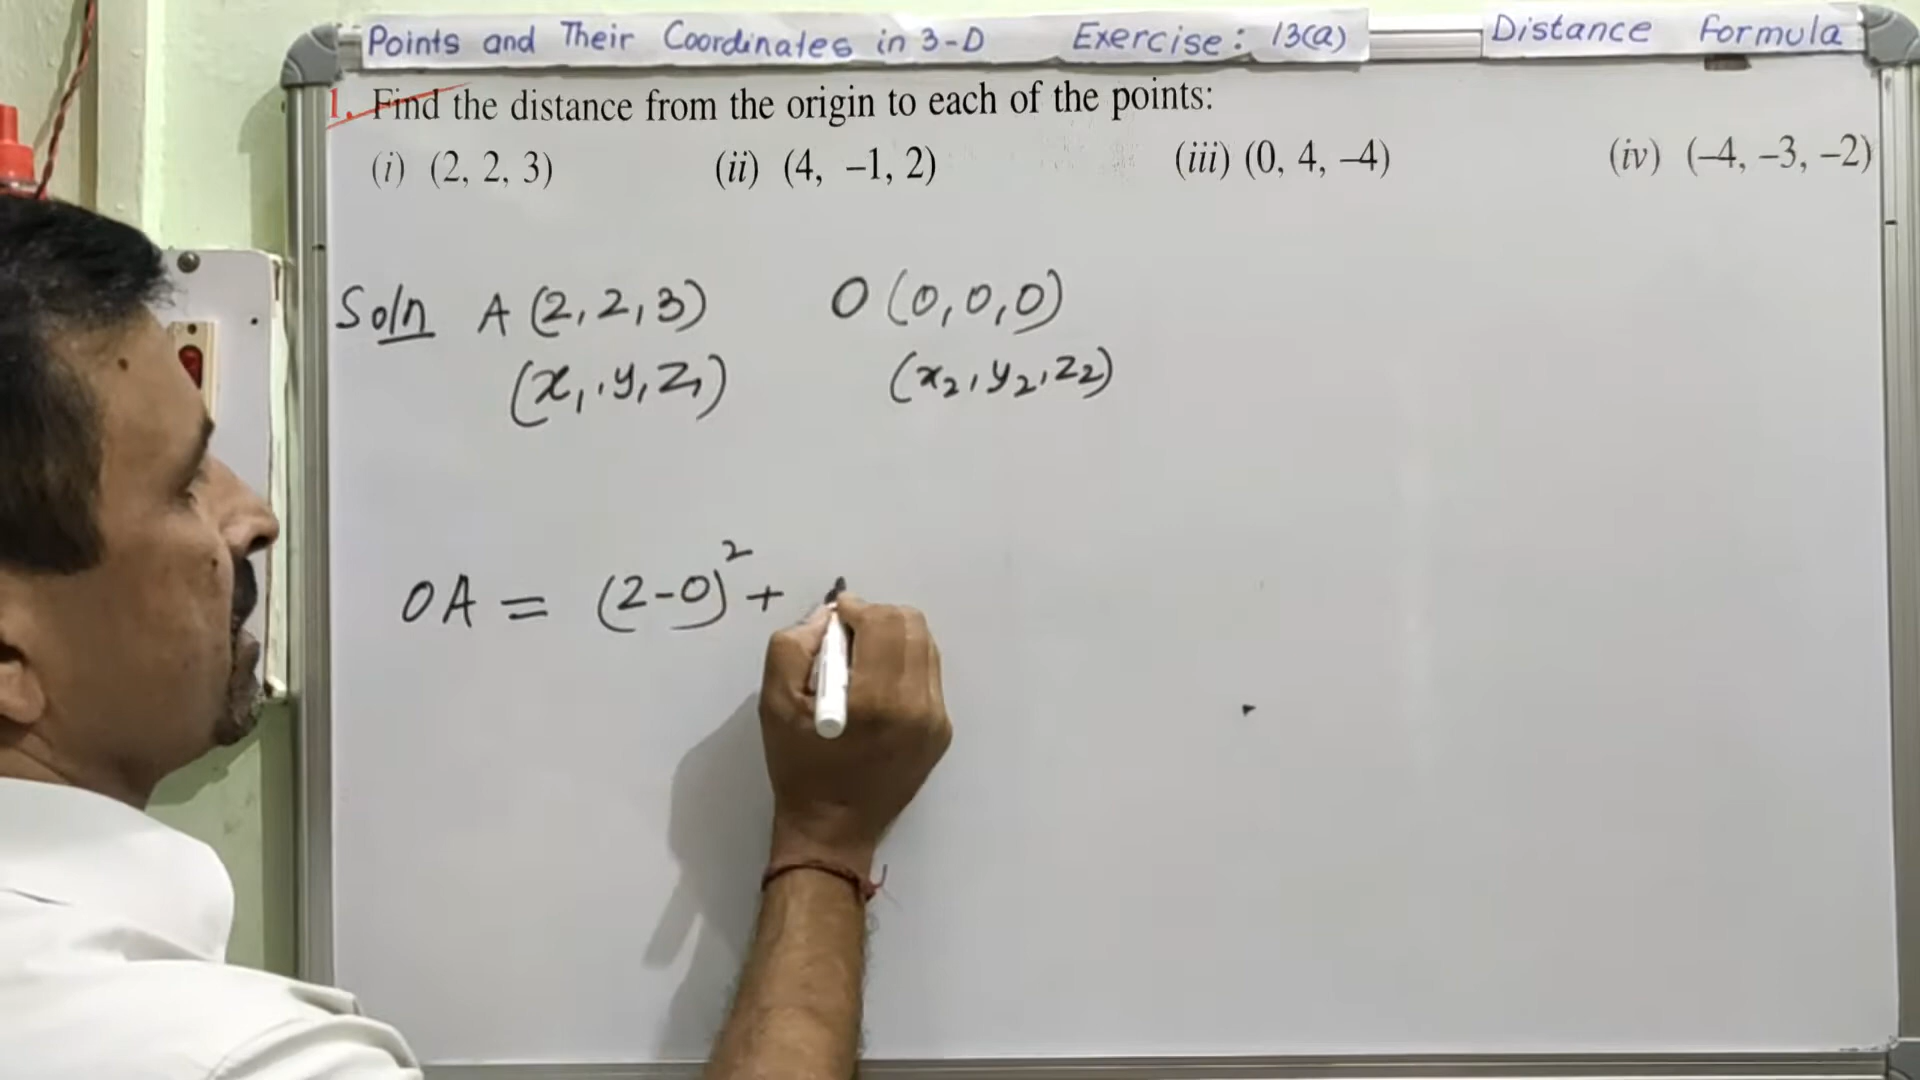 Points and Their Coordinates in 3-D Exercise: 13(a) Distance Formula
1. Find the distance from the origin to each of the points:
(i) (2, 2, 3) (ii) (4, –1, 2) (iii) (0, 4, –4) (iv) (–4, –3, –2)
Soln A (2, 2, 3) O (0, 0, 0)
(x₁, y, z₁) (x₂, y₂, z₂)
OA = (2-0)² +